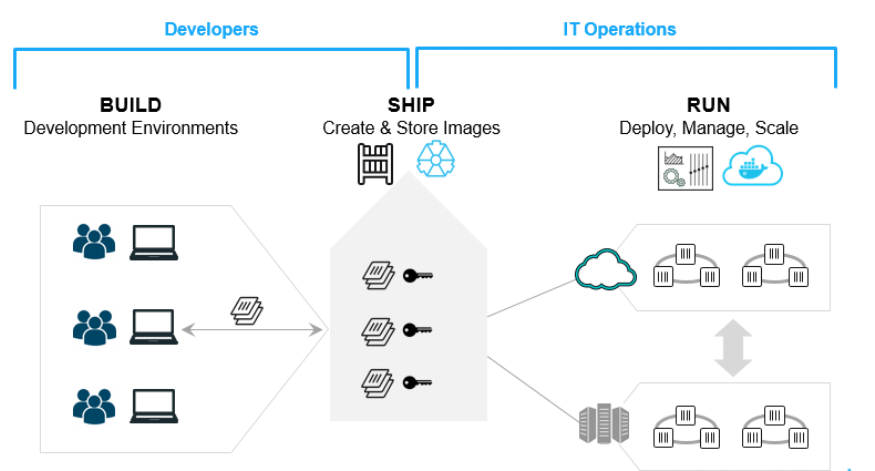 Developers
IT Operations
BUILD
Development Environments
SHIP
Create & Store Images
RUN
Deploy, Manage, Scale